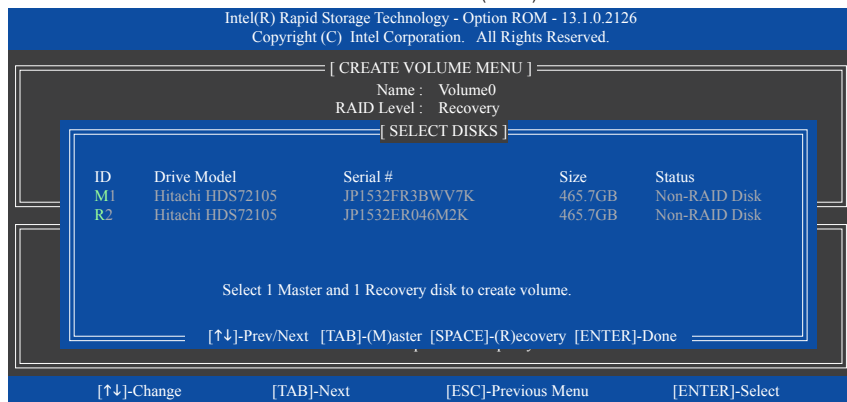 Intel(R) Rapid Storage Technology - Option ROM - 13.1.0.2126
Copyright (C) Intel Corporation. All Rights Reserved.
[ CREATE VOLUME MENU ]
Name : Volume0
RAID Level : Recovery
[ SELECT DISKS ]
ID Drive Model Serial # Size Status
M1 Hitachi HDS72105 JP1532FR3BWV7K 465.7GB Non-RAID Disk
R2 Hitachi HDS72105 JP1532ER046M2K 465.7GB Non-RAID Disk
Select 1 Master and 1 Recovery disk to create volume.
[↑↓]-Prev/Next [TAB]-(M)aster [SPACE]-(R)ecovery [ENTER]-Done
[↑↓]-Change [TAB]-Next [ESC]-Previous Menu [ENTER]-Select